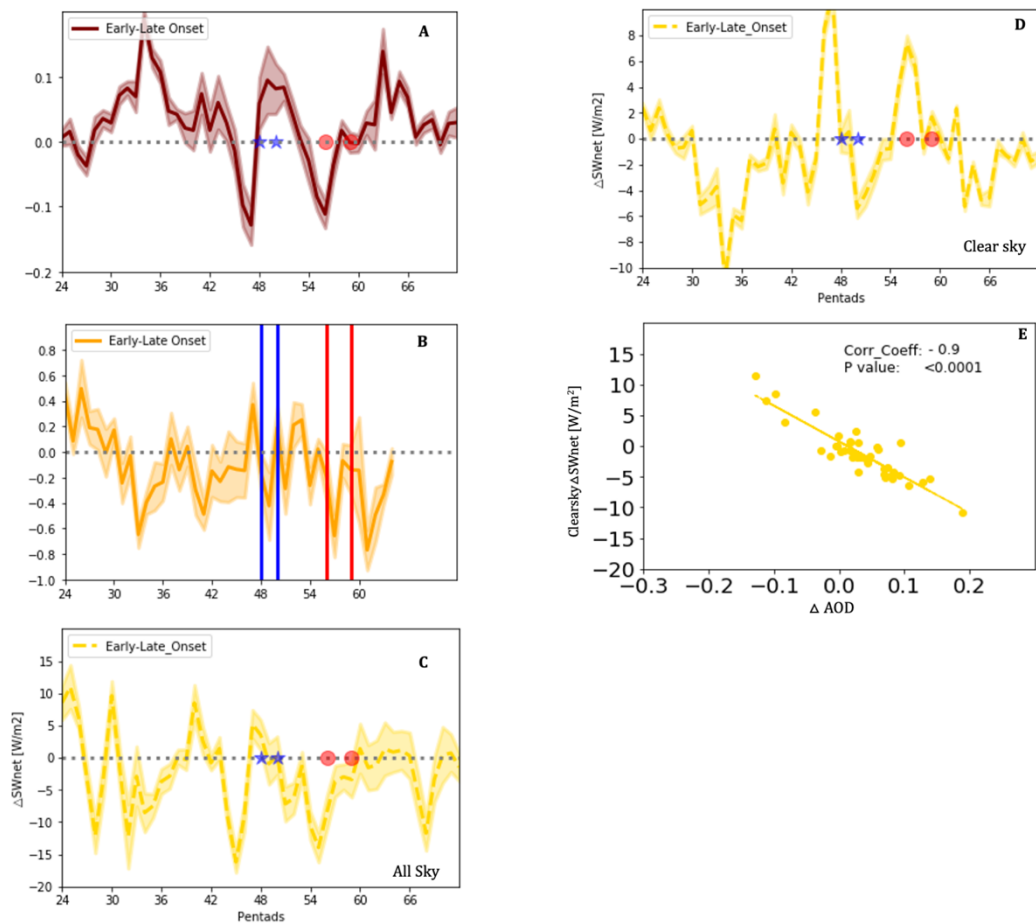 Early-Late Onset
A
0.1
0.0
−0.1
−0.2
24 30 36 42 48 54 60 66
Early-Late Onset
B
0.8
0.6
0.4
0.2
0.0
−0.2
−0.4
−0.6
−0.8
−1.0
24 30 36 42 48 54 60
Early-Late_Onset
C
15
10
5
0
−5
−10
−15
−20
△SWnet [W/m2]
All Sky
24 30 36 42 48 54 60 66
Pentads
Early-Late_Onset
D
8
6
4
2
0
−2
−4
−6
−8
−10
△SWnet [W/m2]
Clear sky
24 30 36 42 48 54 60 66
Pentads
E
Corr_Coeff: - 0.9
P value: <0.0001
15
10
5
0
−5
−10
−15
−20
Clearsky△SWnet [W/m²]
−0.3 −0.2 −0.1 0.0 0.1 0.2
△ AOD